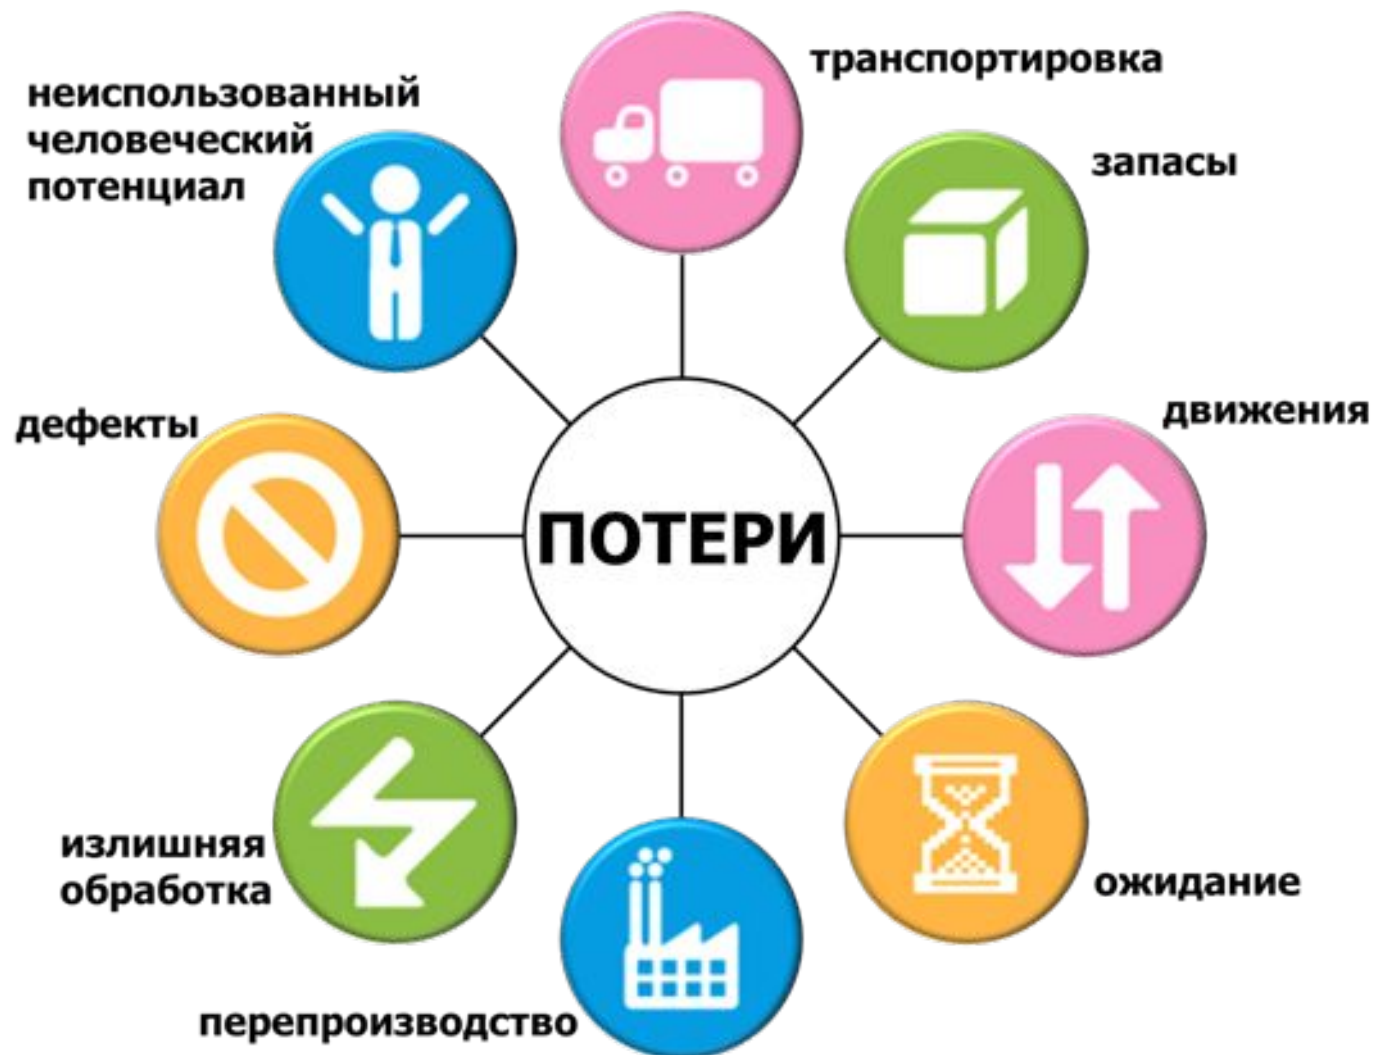 транспортировка
неиспользованный
человеческий
потенциал
запасы
движения
дефекты
ПОТЕРИ
излишняя
обработка
ожидание
перепроизводство